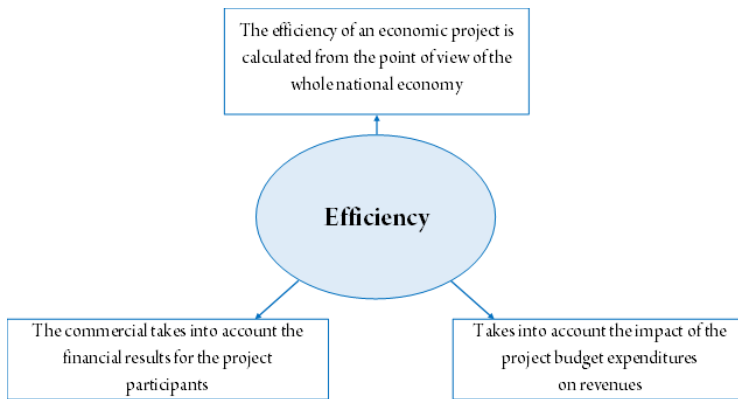 The efficiency of an economic project is
calculated from the point of view of the
whole national economy
Efficiency
The commercial takes into account the
financial results for the project
participants
Takes into account the impact of the
project budget expenditures
on revenues